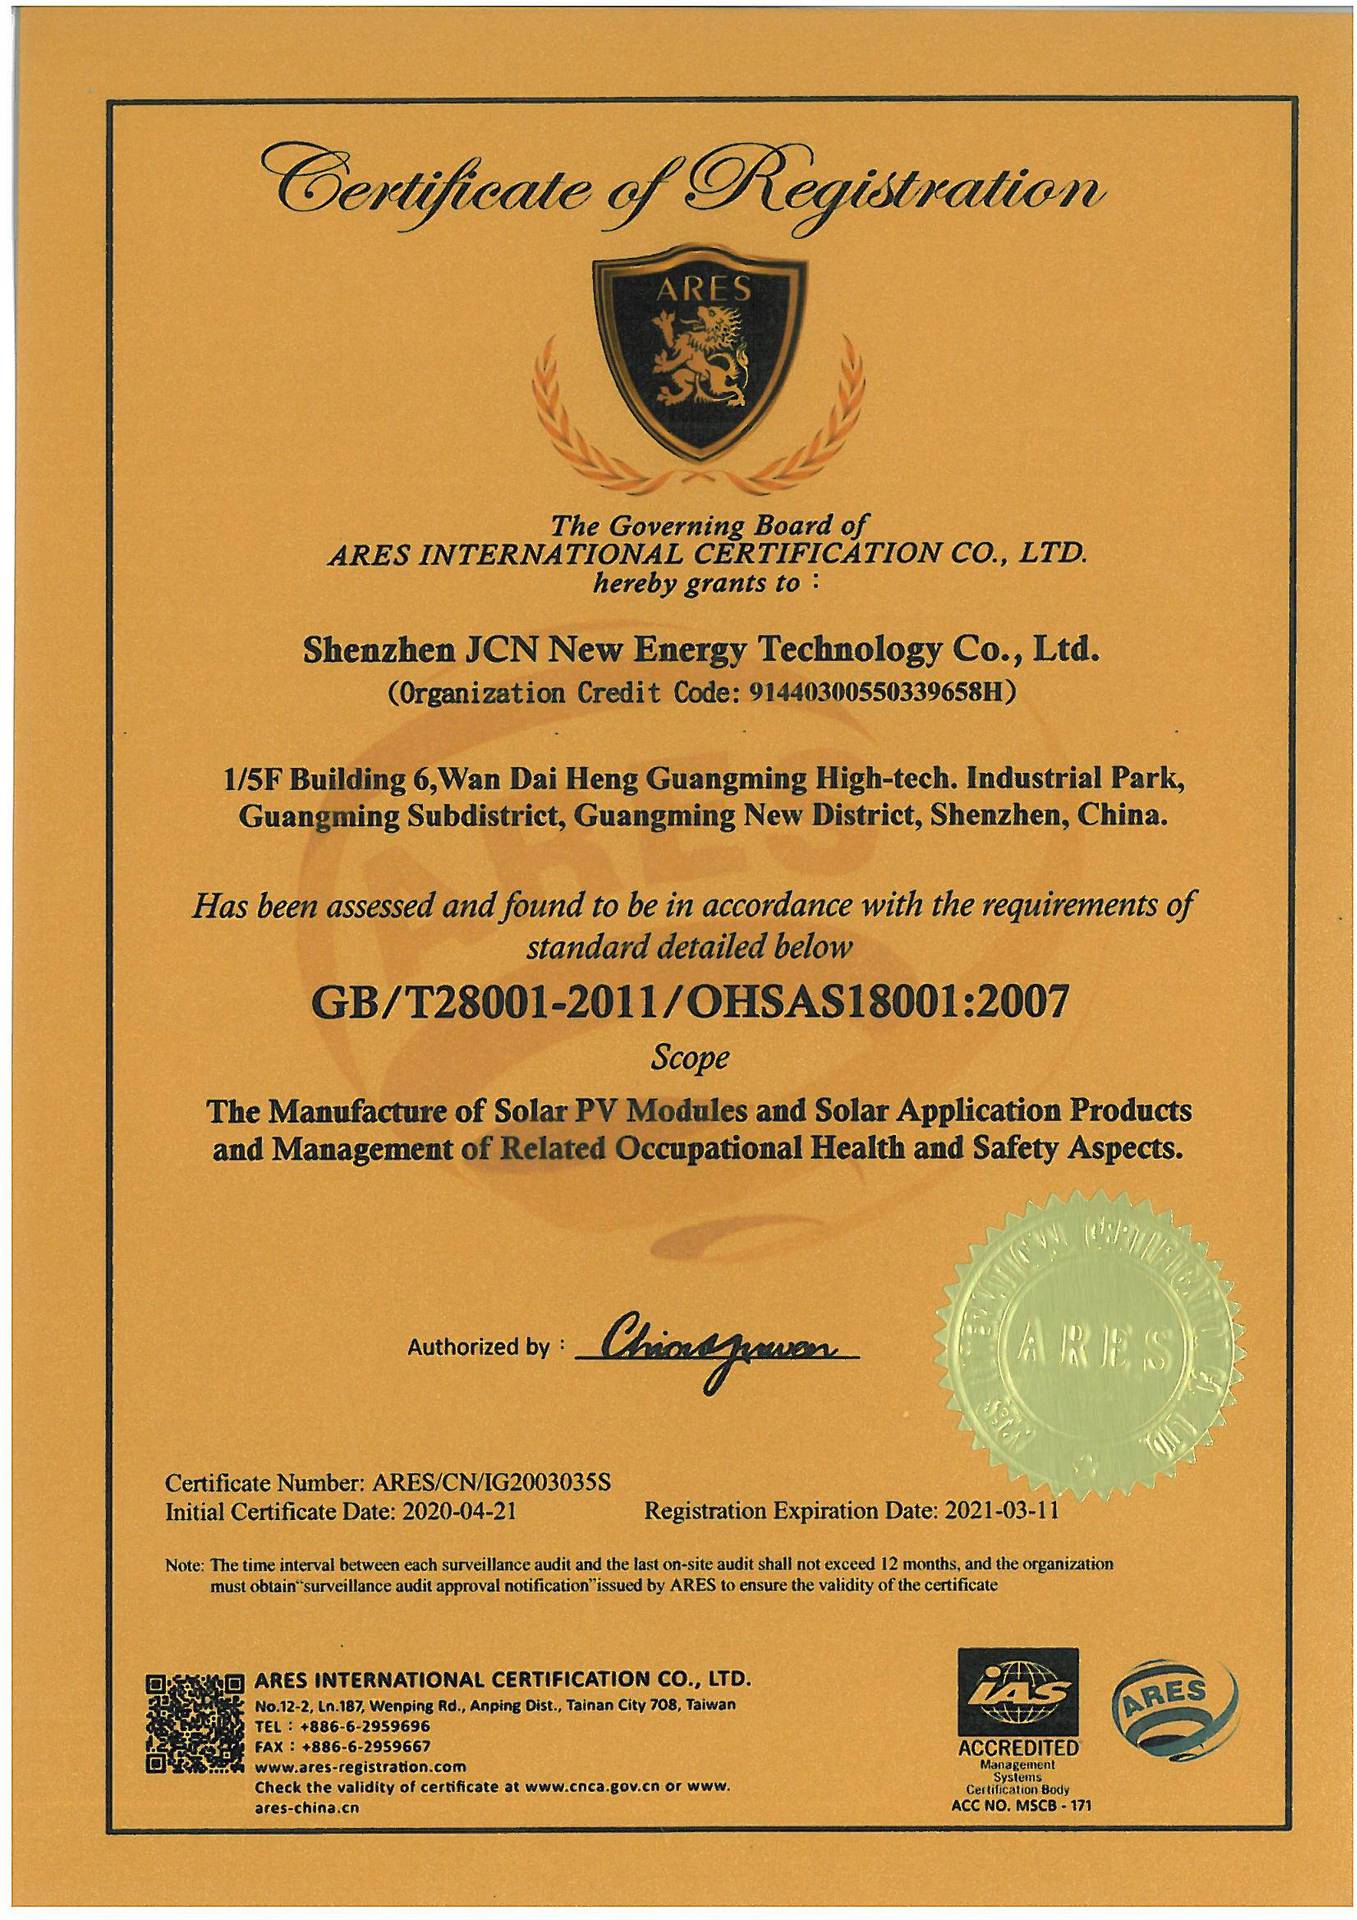 Certificate of Registration
ARES
The Governing Board of
ARES INTERNATIONAL CERTIFICATION CO., LTD.
hereby grants to：
Shenzhen JCN New Energy Technology Co., Ltd.
(Organization Credit Code: 91440300550339658H)
1/5F Building 6,Wan Dai Heng Guangming High-tech. Industrial Park,
Guangming Subdistrict, Guangming New District, Shenzhen, China.
ARES
Has been assessed and found to be in accordance with the requirements of
standard detailed below
GB/T28001-2011/OHSAS18001:2007
Scope
The Manufacture of Solar PV Modules and Solar Application Products
and Management of Related Occupational Health and Safety Aspects.
Authorized by：
ARES
Certificate Number: ARES/CN/IG2003035S
Initial Certificate Date: 2020-04-21 Registration Expiration Date: 2021-03-11
Note: The time interval between each surveillance audit and the last on-site audit shall not exceed 12 months, and the organization
must obtain“surveillance audit approval notification”issued by ARES to ensure the validity of the certificate
ARES INTERNATIONAL CERTIFICATION CO., LTD.
No.12-2, Ln.187, Wenping Rd., Anping Dist., Tainan City 708, Taiwan
TEL：+886-6-2959696
FAX：+886-6-2959667
www.ares-registration.com
Check the validity of certificate at www.cnca.gov.cn or www.
ares-china.cn
iAS
ACCREDITED
Management
Systems
Certification Body
ACC NO. MSCB - 171
ARES